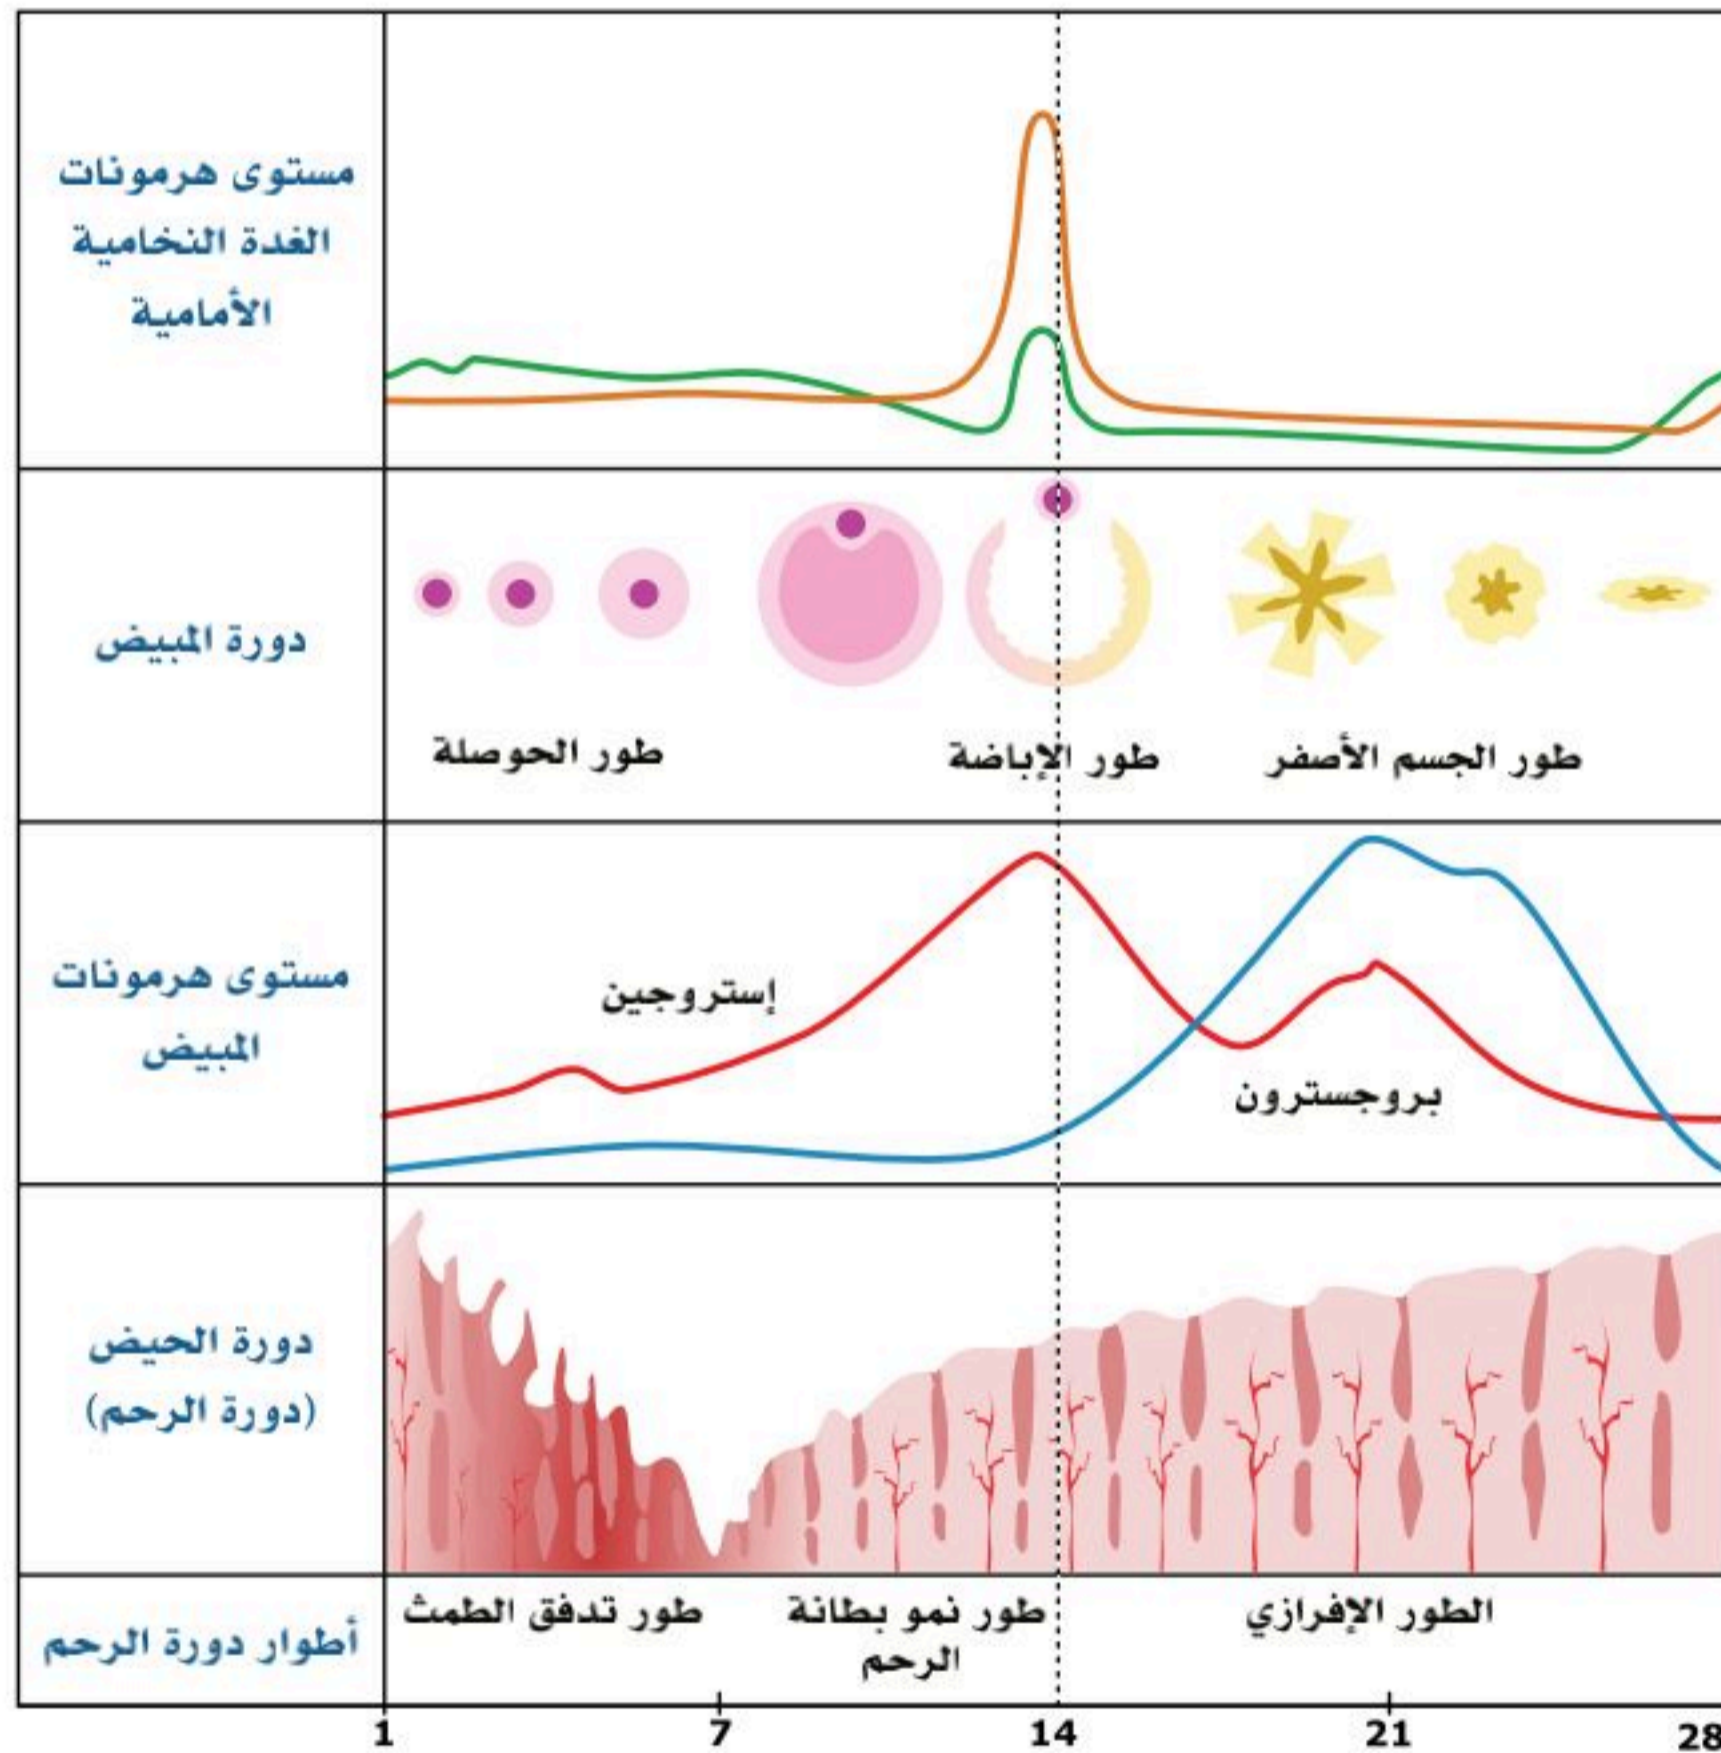 مستوى هرمونات
الغدة النخامية
الأمامية
دورة المبيض
طور الحوصلة
طور الإباضة
طور الجسم الأصفر
مستوى هرمونات
المبيض
إستروجين
بروجسترون
دورة الحيض
(دورة الرحم)
أطوار دورة الرحم
طور تدفق الطمث
طور نمو بطانة
الرحم
الطور الإفرازي
1
7
14
21
28